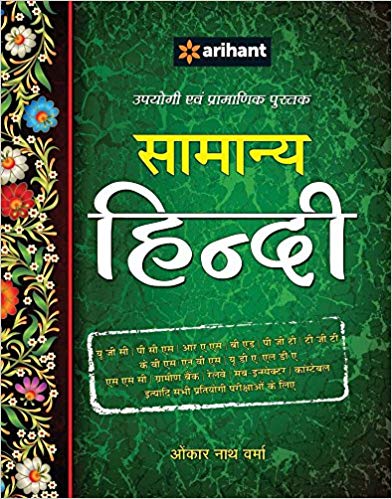 arihant
उपयोगी एवं प्रामाणिक पुस्तक
सामान्य
हिन्दी
यू जी सी | पी सी एस | आर ए एस | बी एड | पी जी टी | टी जी टी
के वी एस | एन वी एस | यू डी ए | एल डी ए
एस एस सी | ग्रामीण बैंक | रेलवे | सब-इन्स्पेक्टर | कांस्टेबल
इत्यादि सभी प्रतियोगी परीक्षाओं के लिए
ओंकार नाथ वर्मा